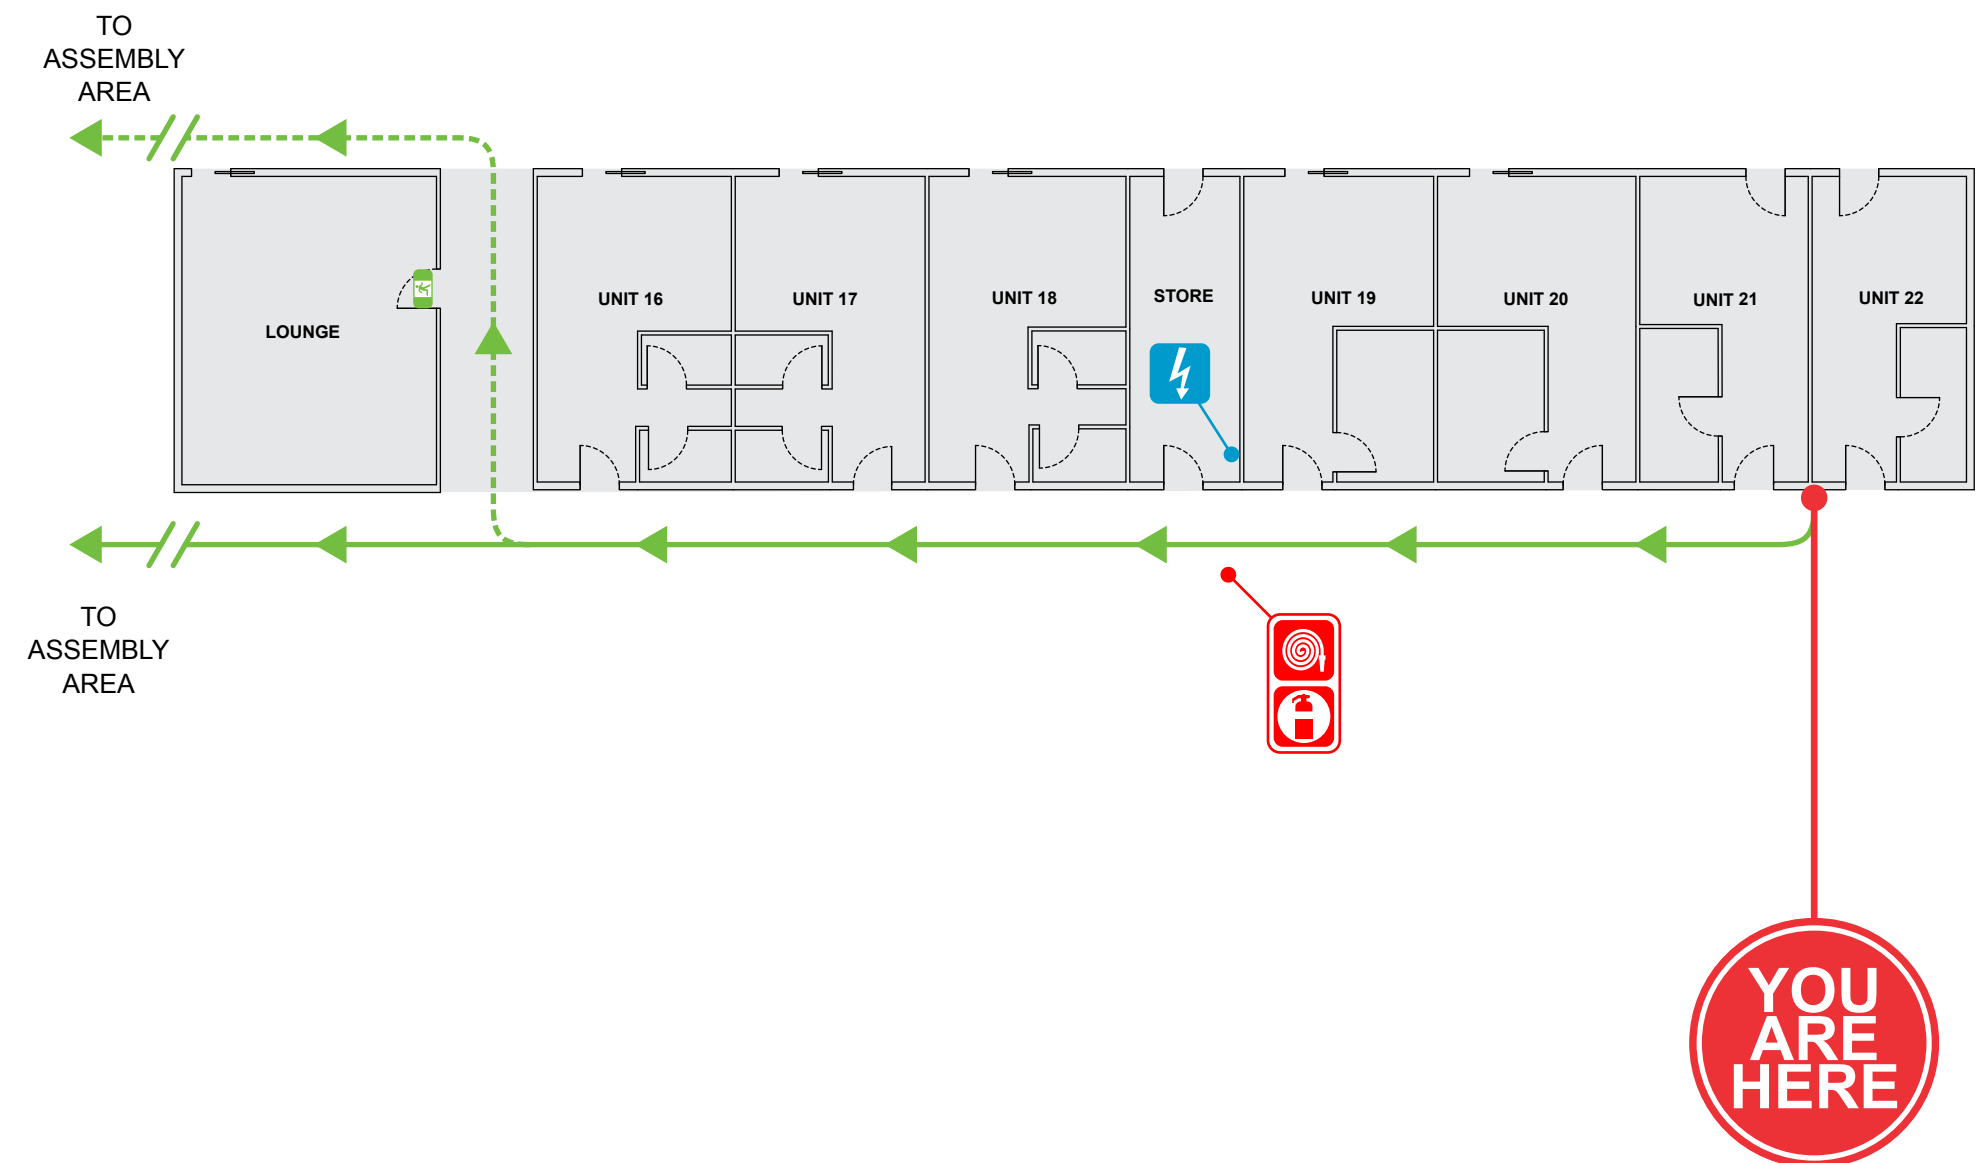 TO
ASSEMBLY
AREA
LOUNGE
UNIT 16
UNIT 17
UNIT 18
STORE
UNIT 19
UNIT 20
UNIT 21
UNIT 22
TO
ASSEMBLY
AREA
YOU
ARE
HERE